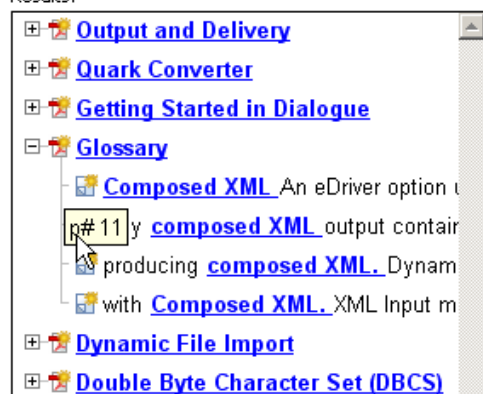 Output and Delivery
Quark Converter
Getting Started in Dialogue
Glossary
Composed XML An eDriver option
p# 11 y composed XML output contain
producing composed XML. Dynam
with Composed XML. XML Input m
Dynamic File Import
Double Byte Character Set (DBCS)